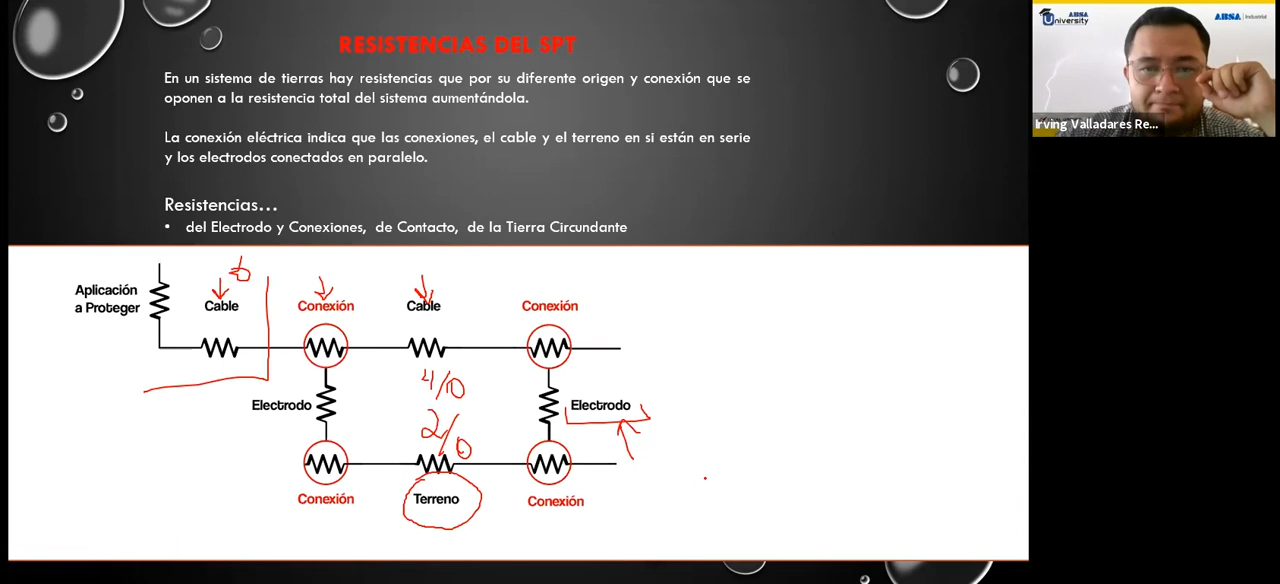 RESISTENCIAS DEL SPT
En un sistema de tierras hay resistencias que por su diferente origen y conexión que se
oponen a la resistencia total del sistema aumentándola.
La conexión eléctrica indica que las conexiones, el cable y el terreno en si están en serie
y los electrodos conectados en paralelo.
Resistencias...
• del Electrodo y Conexiones, de Contacto, de la Tierra Circundante
Aplicación
a Proteger
Cable
Conexión
Cable
Conexión
4/0
2/0
Electrodo
Electrodo
Conexión
Terreno
Conexión
ABSA
University
ABSA Industrial
Irving Valladares Re...